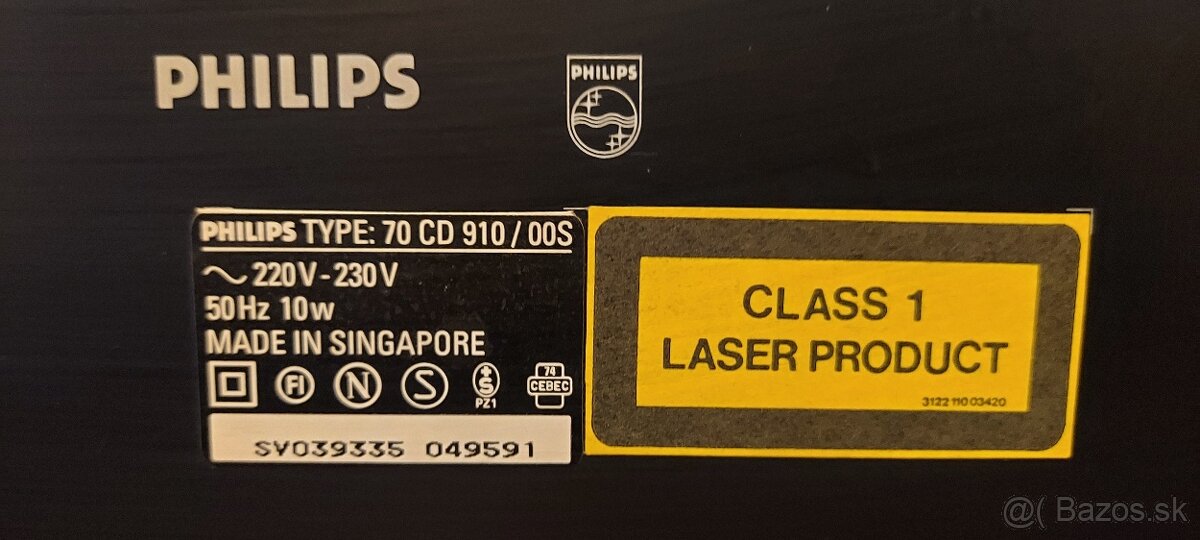 PHILIPS
PHILIPS
PHILIPS TYPE: 70 CD 910 / 00S
220V-230V
50Hz 10w
MADE IN SINGAPORE
FI N S S PZ1 74 CEBEC
SV039335 049591
CLASS 1
LASER PRODUCT
3122 110 03420
@( Bazos.sk